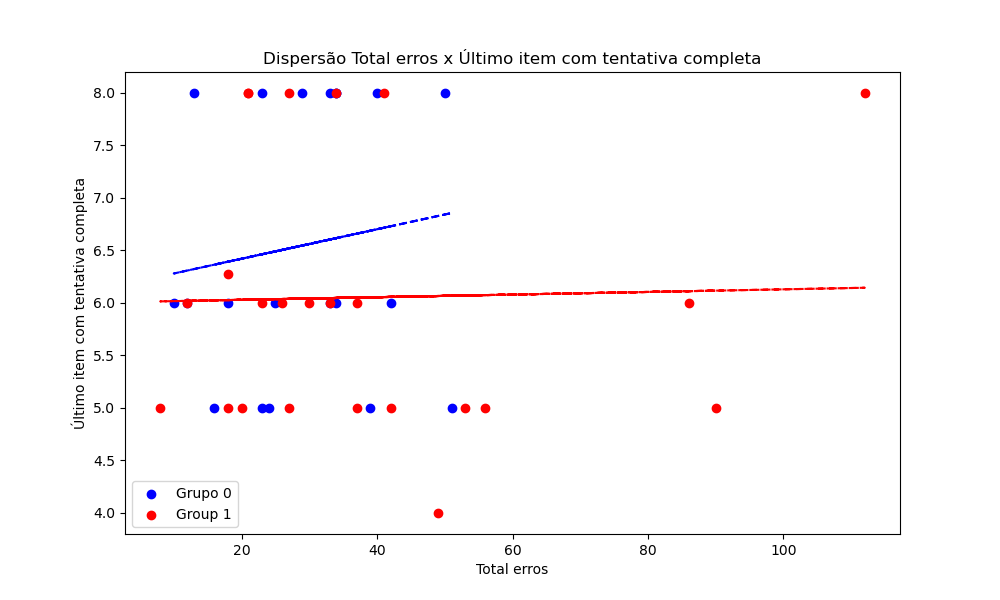 Dispersão Total erros x Último item com tentativa completa
Último item com tentativa completa
8.0
7.5
7.0
6.5
6.0
5.5
5.0
4.5
4.0
Grupo 0
Group 1
20 40 60 80 100
Total erros